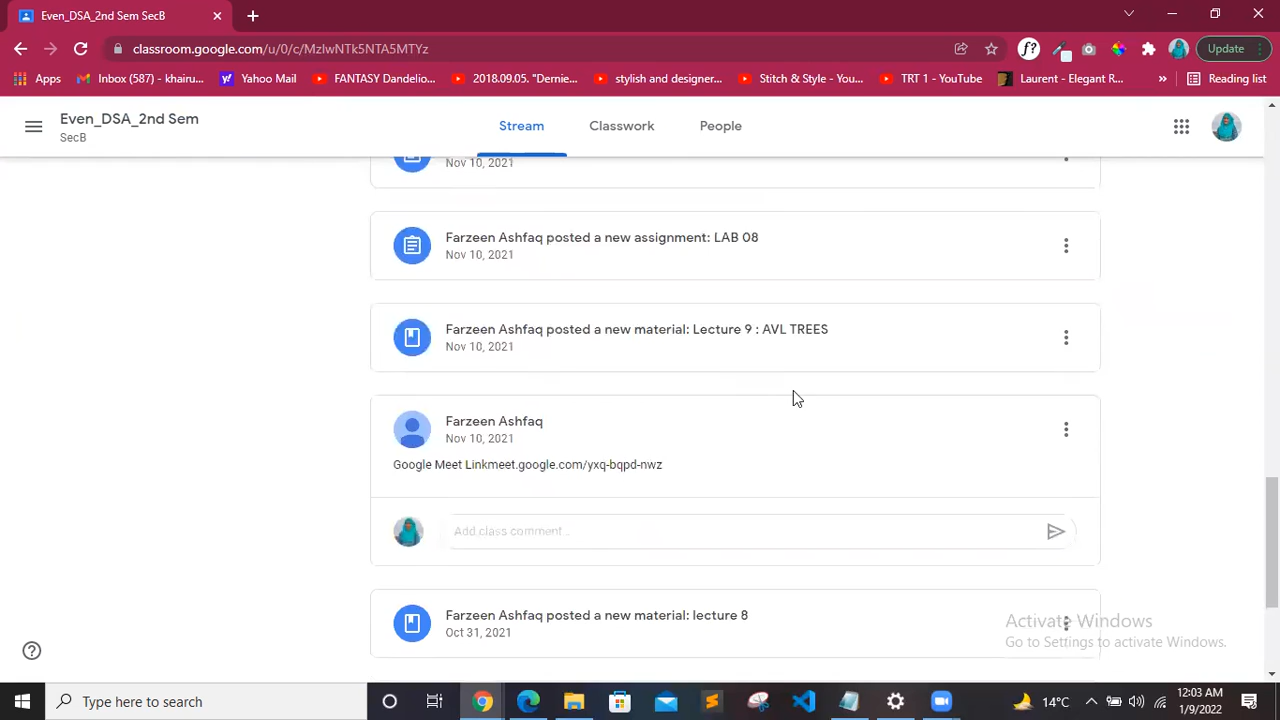 Even_DSA_2nd Sem SecB
classroom.google.com/u/0/c/MzIwNTk5NTA5MTYz
f?
Update
Apps
Inbox (587) - khairu...
Yahoo Mail
FANTASY Dandelio...
2018.09.05. "Dernie...
stylish and designer...
Stitch & Style - You...
TRT 1 - YouTube
Laurent - Elegant R...
»
Reading list
Even_DSA_2nd Sem
SecB
Stream
Classwork
People
Nov 10, 2021
Farzeen Ashfaq posted a new assignment: LAB 08
Nov 10, 2021
Farzeen Ashfaq posted a new material: Lecture 9 : AVL TREES
Nov 10, 2021
Farzeen Ashfaq
Nov 10, 2021
Google Meet Linkmeet.google.com/yxq-bqpd-nwz
Add class comment...
Farzeen Ashfaq posted a new material: lecture 8
Oct 31, 2021
Activate Windows
Go to Settings to activate Windows.
Type here to search
14°C
12:03 AM
1/9/2022